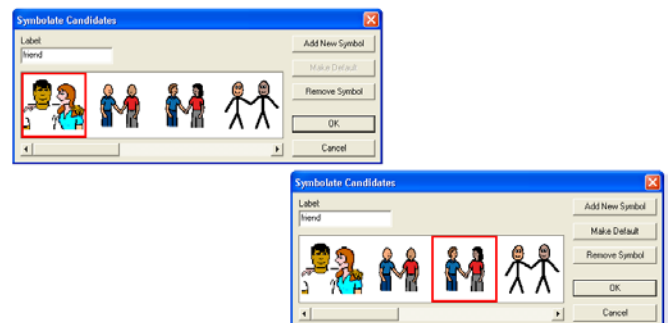 Symbolate Candidates
Label:
friend
Add New Symbol
Make Default
Remove Symbol
OK
Cancel
Symbolate Candidates
Label:
friend
Add New Symbol
Make Default
Remove Symbol
OK
Cancel